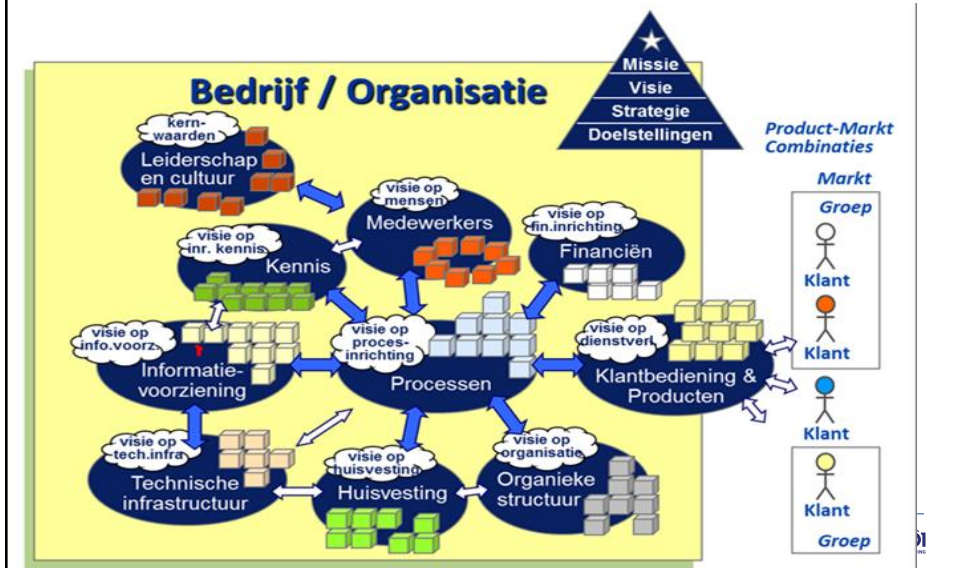 Missie
Visie
Strategie
Doelstellingen
Bedrijf / Organisatie
Product-Markt
Combinaties
Markt
Groep
Klant
Klant
Klant
Klant
Groep
kern-
waarden
Leiderschap
en cultuur
visie op
mensen
Medewerkers
visie op
fin.inrichting
Financiën
visie op
inr. kennis
Kennis
visie op
info.voorz.
Informatie-
voorziening
visie op
proces-
inrichting
Processen
visie op
dienstverl
Klantbediening &
Producten
visie op
tech.infra
Technische
infrastructuur
visie op
huisvesting
Huisvesting
visie op
organisatie
Organieke
structuur